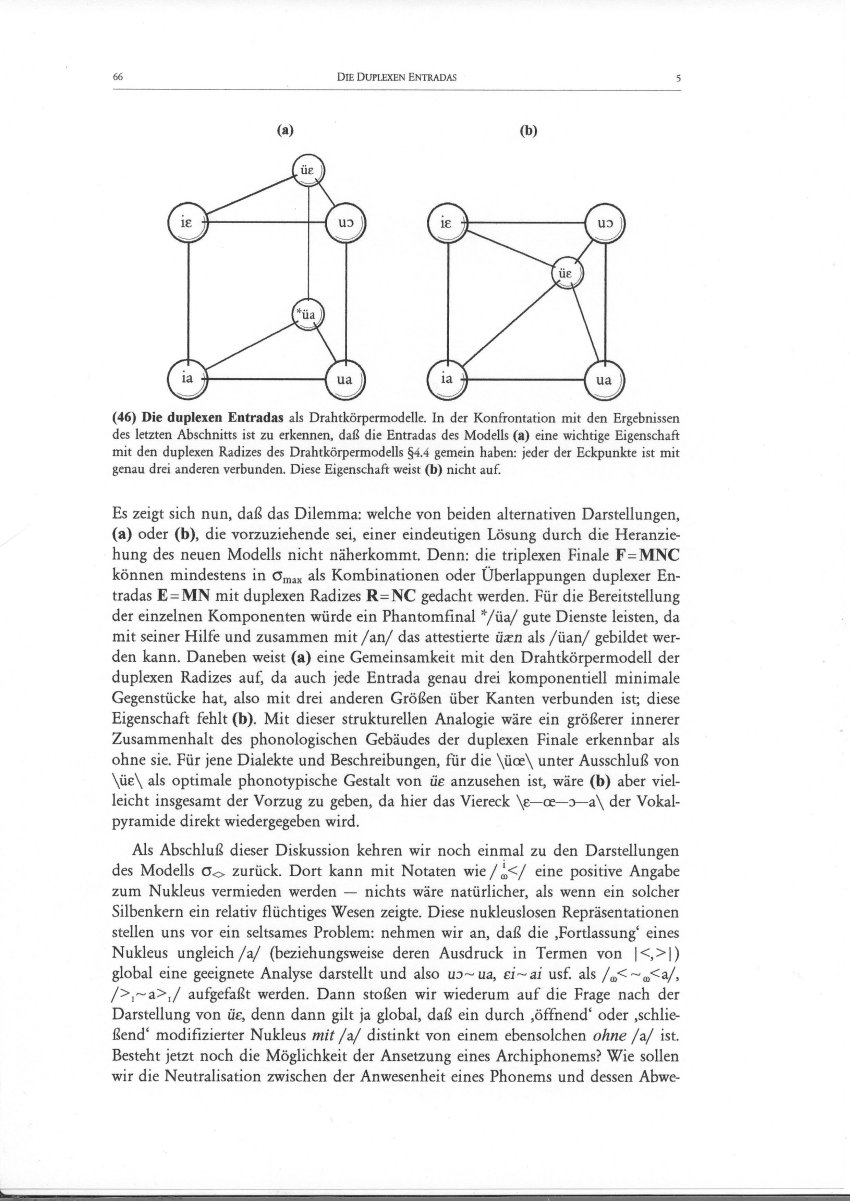 66 DIE DUPLEXEN ENTRADAS 5
(a) (b)
üɛ
iɛ uɔ iɛ uɔ
üɛ
*üa
ia ua ia ua
(46) Die duplexen Entradas als Drahtkörpermodelle. In der Konfrontation mit den Ergebnissen
des letzten Abschnitts ist zu erkennen, daß die Entradas des Modells (a) eine wichtige Eigenschaft
mit den duplexen Radizes des Drahtkörpermodells §4.4 gemein haben: jeder der Eckpunkte ist mit
genau drei anderen verbunden. Diese Eigenschaft weist (b) nicht auf.
Es zeigt sich nun, daß das Dilemma: welche von beiden alternativen Darstellungen,
(a) oder (b), die vorzuziehende sei, einer eindeutigen Lösung durch die Heranzie-
hung des neuen Modells nicht näherkommt. Denn: die triplexen Finale F=MNC
können mindestens in σmax als Kombinationen oder Überlappungen duplexer En-
tradas E=MN mit duplexen Radizes R=NC gedacht werden. Für die Bereitstellung
der einzelnen Komponenten würde ein Phantomfinal */üa/ gute Dienste leisten, da
mit seiner Hilfe und zusammen mit /an/ das attestierte üæn als /üan/ gebildet wer-
den kann. Daneben weist (a) eine Gemeinsamkeit mit den Drahtkörpermodell der
duplexen Radizes auf, da auch jede Entrada genau drei komponentiell minimale
Gegenstücke hat, also mit drei anderen Größen über Kanten verbunden ist; diese
Eigenschaft fehlt (b). Mit dieser strukturellen Analogie wäre ein größerer innerer
Zusammenhalt des phonologischen Gebäudes der duplexen Finale erkennbar als
ohne sie. Für jene Dialekte und Beschreibungen, für die \üœ\ unter Ausschluß von
\üɛ\ als optimale phonotypische Gestalt von üɛ anzusehen ist, wäre (b) aber viel-
leicht insgesamt der Vorzug zu geben, da hier das Viereck \ɛ—œ—ɔ—a\ der Vokal-
pyramide direkt wiedergegeben wird.
Als Abschluß dieser Diskussion kehren wir noch einmal zu den Darstellungen
des Modells σ<> zurück. Dort kann mit Notaten wie /ⁱ_ω</ eine positive Angabe
zum Nukleus vermieden werden — nichts wäre natürlicher, als wenn ein solcher
Silbenkern ein relativ flüchtiges Wesen zeigte. Diese nukleuslosen Repräsentationen
stellen uns vor ein seltsames Problem: nehmen wir an, daß die ‚Fortlassung‘ eines
Nukleus ungleich /a/ (beziehungsweise deren Ausdruck in Termen von |<,>|)
global eine geeignete Analyse darstellt und also uɔ~ua, ɛi~ai usf. als /ω<~ω<a/,
/>ı~a>ı/ aufgefaßt werden. Dann stoßen wir wiederum auf die Frage nach der
Darstellung von üɛ, denn dann gilt ja global, daß ein durch ‚öffnend‘ oder ‚schlie-
ßend‘ modifizierter Nukleus mit /a/ distinkt von einem ebensolchen ohne /a/ ist.
Besteht jetzt noch die Möglichkeit der Ansetzung eines Archiphonems? Wie sollen
wir die Neutralisation zwischen der Anwesenheit eines Phonems und dessen Abwe-